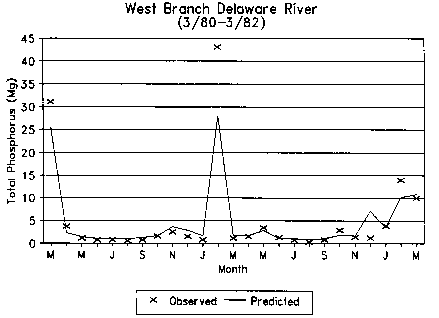 West Branch Delaware River
(3/80-3/82)
Total Phosphorus (Mg)
45
40
35
30
25
20
15
10
5
0
M M J S N J M M J S N J M
Month
× Observed — Predicted